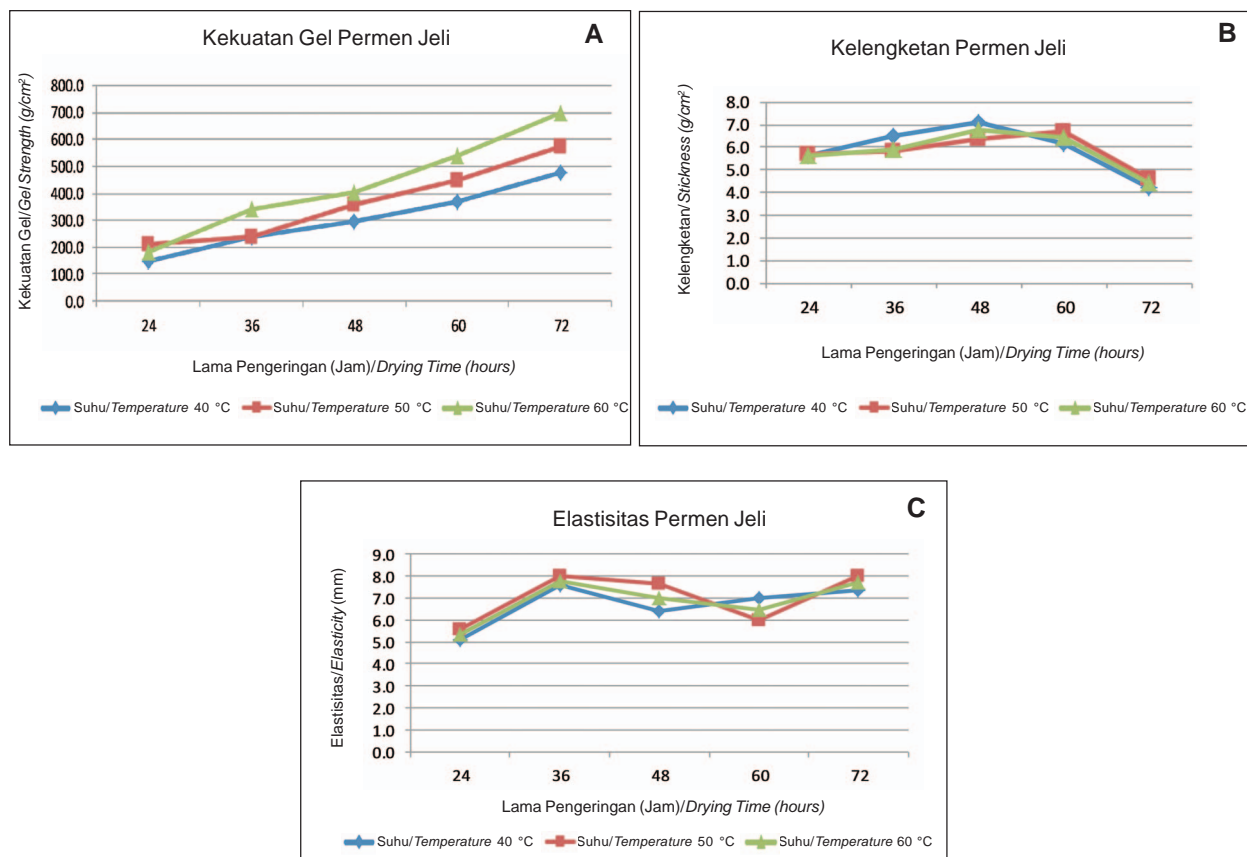 Kekuatan Gel Permen Jeli
A
Kekuatan Gel/Gel Strength (g/cm²)
800.0
700.0
600.0
500.0
400.0
300.0
200.0
100.0
0.0
24 36 48 60 72
Lama Pengeringan (Jam)/Drying Time (hours)
Suhu/Temperature 40 °C Suhu/Temperature 50 °C Suhu/Temperature 60 °C
Kelengketan Permen Jeli
B
Kelengketan/Stickness (g/cm²)
8.0
7.0
6.0
5.0
4.0
3.0
2.0
1.0
0.0
24 36 48 60 72
Lama Pengeringan (Jam)/Drying Time (hours)
Suhu/Temperature 40 °C Suhu/Temperature 50 °C Suhu/Temperature 60 °C
Elastisitas Permen Jeli
C
Elastisitas/Elasticity (mm)
9.0
8.0
7.0
6.0
5.0
4.0
3.0
2.0
1.0
0.0
24 36 48 60 72
Lama Pengeringan (Jam)/Drying Time (hours)
Suhu/Temperature 40 °C Suhu/Temperature 50 °C Suhu/Temperature 60 °C